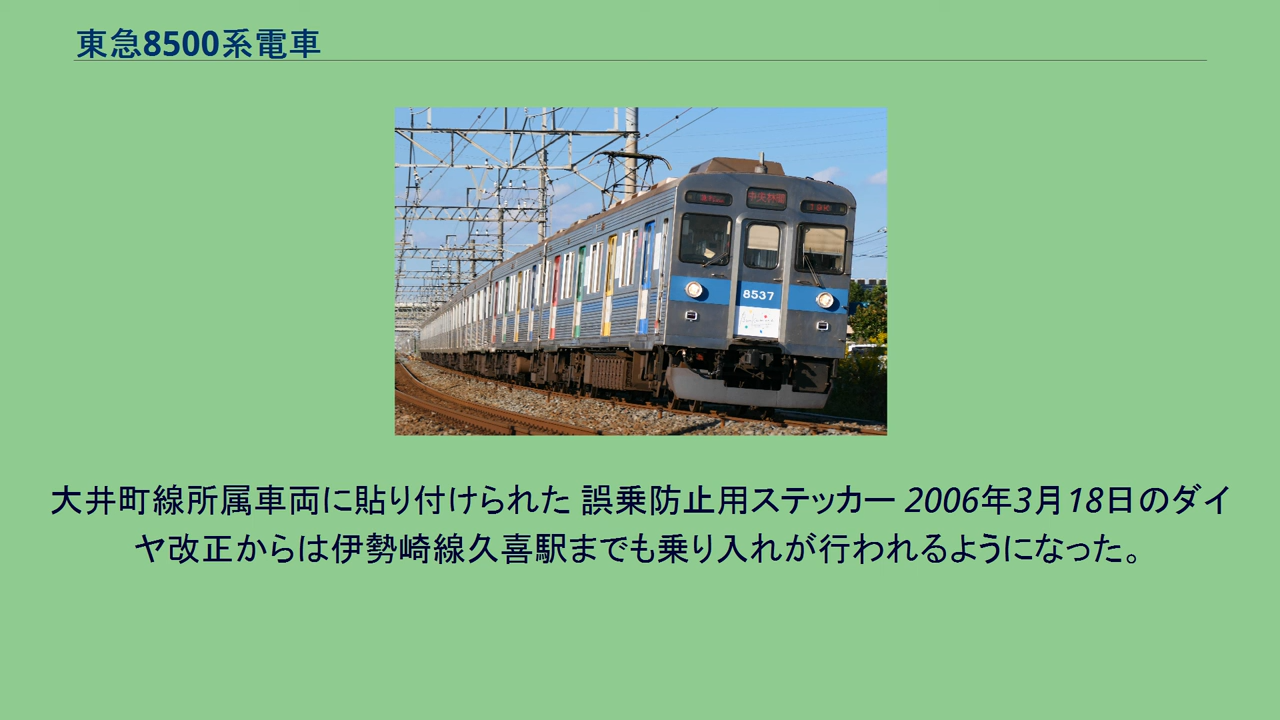 東急8500系電車
8537
大井町線所属車両に貼り付けられた 誤乗防止用ステッカー 2006年3月18日のダイ
ヤ改正からは伊勢崎線久喜駅までも乗り入れが行われるようになった。